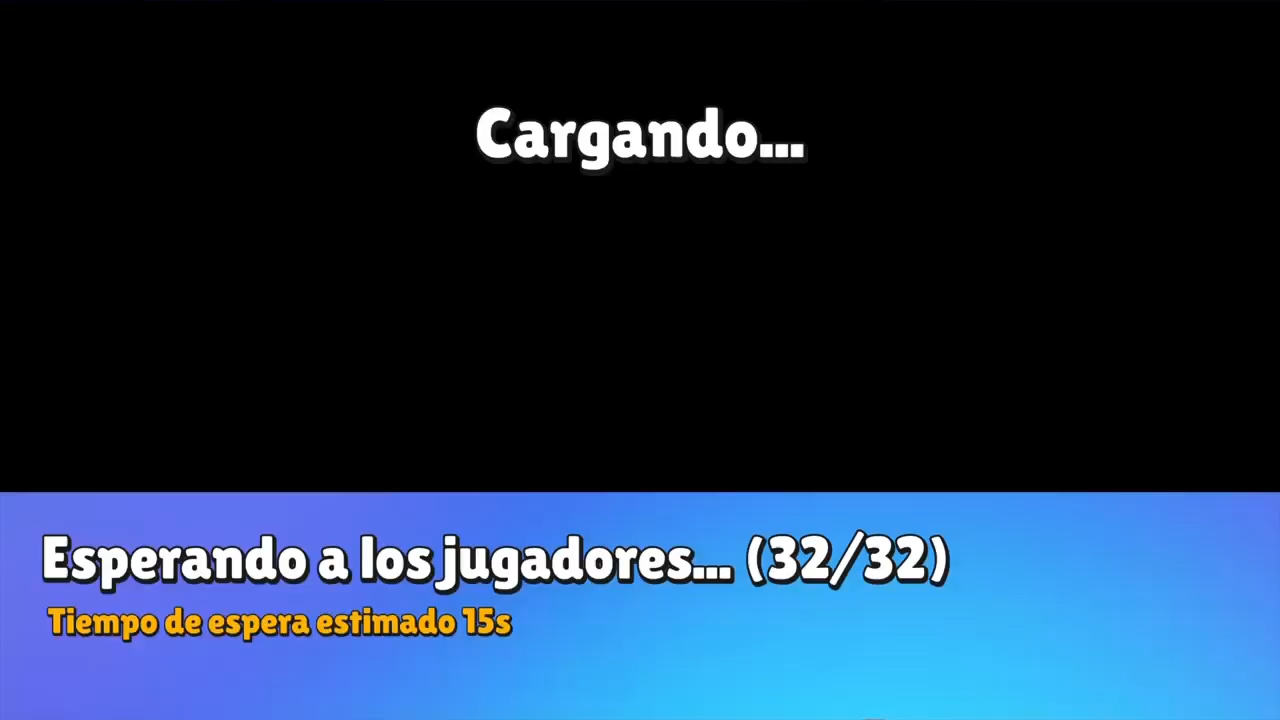 Cargando...
Esperando a los jugadores... (32/32)
Tiempo de espera estimado 15s